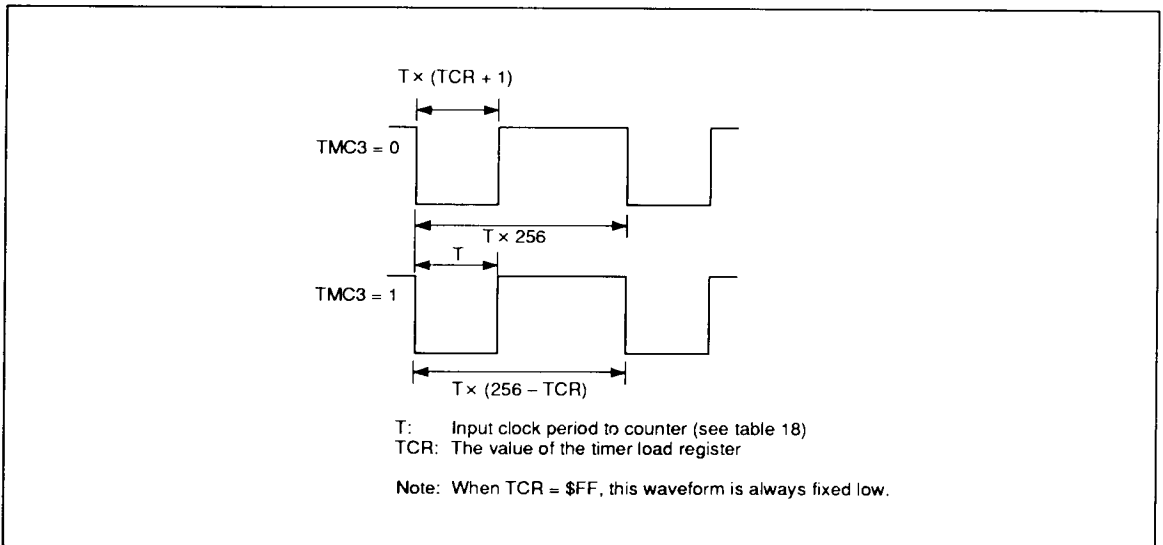 T × (TCR + 1)
TMC3 = 0
T × 256
T
TMC3 = 1
T × (256 – TCR)
T: Input clock period to counter (see table 18)
TCR: The value of the timer load register
Note: When TCR = $FF, this waveform is always fixed low.